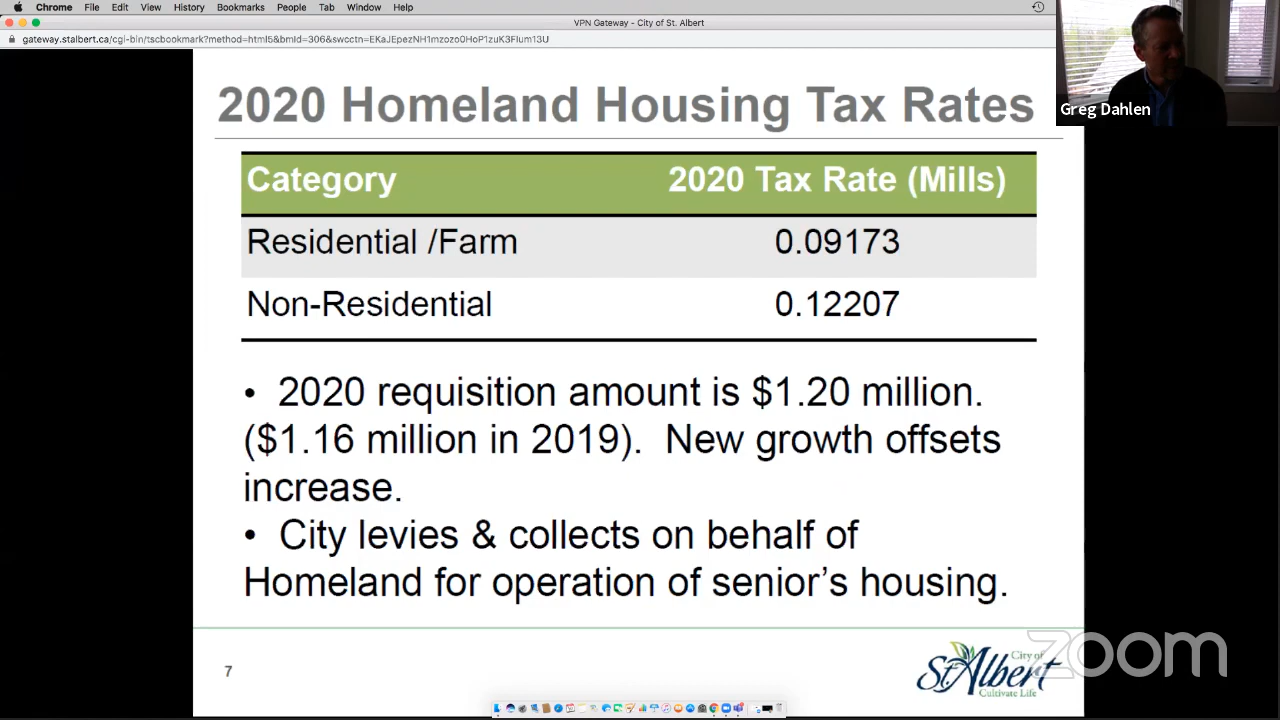 Chrome File Edit View History Bookmarks People Tab Window Help
VPN Gateway - City of St. Albert
Greg Dahlen
2020 Homeland Housing Tax Rates
Category 2020 Tax Rate (Mills)
Residential /Farm 0.09173
Non-Residential 0.12207
• 2020 requisition amount is $1.20 million.
($1.16 million in 2019). New growth offsets
increase.
• City levies & collects on behalf of
Homeland for operation of senior’s housing.
7
City of
St. Albert
Cultivate Life
zoom